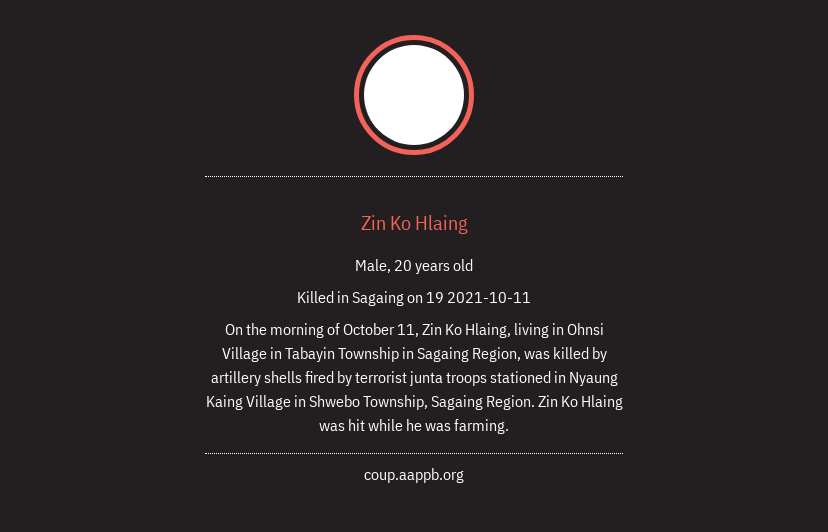 Zin Ko Hlaing
Male, 20 years old
Killed in Sagaing on 19 2021-10-11
On the morning of October 11, Zin Ko Hlaing, living in Ohnsi
Village in Tabayin Township in Sagaing Region, was killed by
artillery shells fired by terrorist junta troops stationed in Nyaung
Kaing Village in Shwebo Township, Sagaing Region. Zin Ko Hlaing
was hit while he was farming.
coup.aappb.org